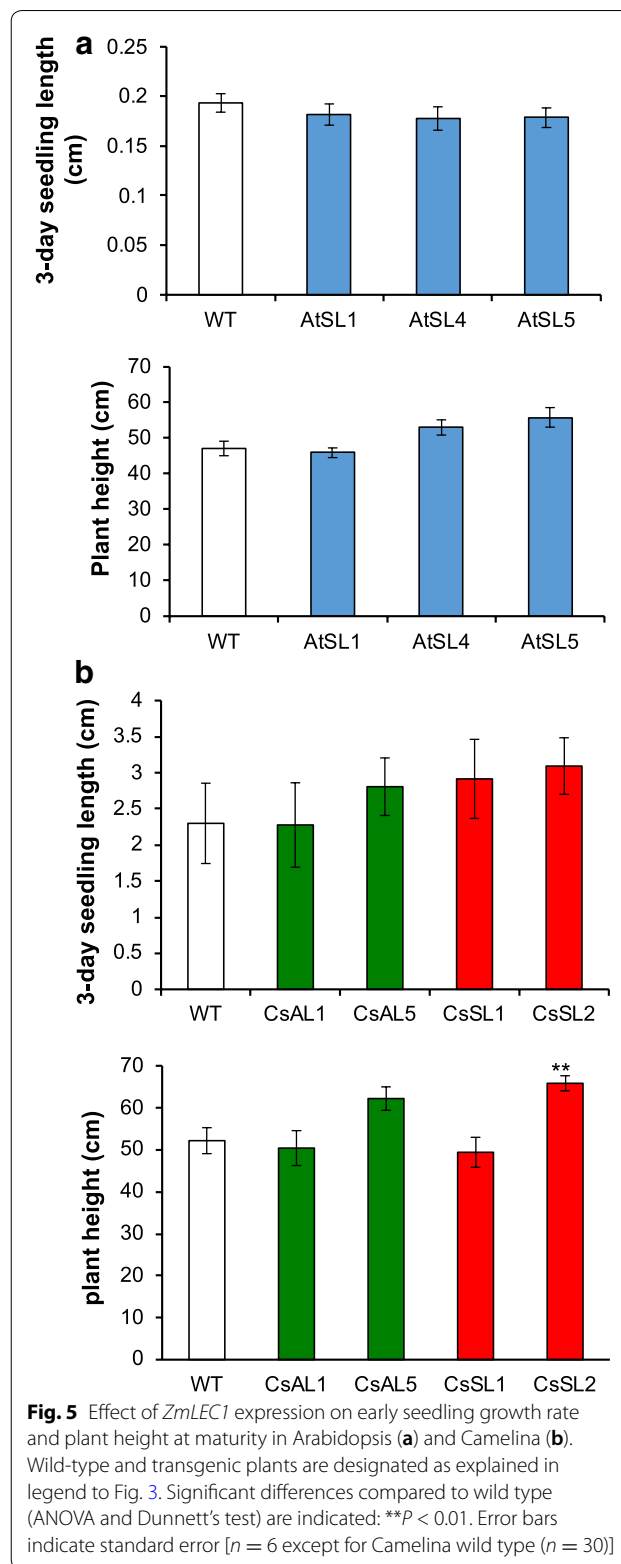 a
3-day seedling length
(cm)
0.25
0.2
0.15
0.1
0.05
0
WT AtSL1 AtSL4 AtSL5
Plant height (cm)
70
60
50
40
30
20
10
0
WT AtSL1 AtSL4 AtSL5
b
3-day seedling length (cm)
4
3.5
3
2.5
2
1.5
1
0.5
0
WT CsAL1 CsAL5 CsSL1 CsSL2
plant height (cm)
70
60
50
40
30
20
10
0
**
WT CsAL1 CsAL5 CsSL1 CsSL2
Fig. 5 Effect of ZmLEC1 expression on early seedling growth rate
and plant height at maturity in Arabidopsis (a) and Camelina (b).
Wild-type and transgenic plants are designated as explained in
legend to Fig. 3. Significant differences compared to wild type
(ANOVA and Dunnett's test) are indicated: **P < 0.01. Error bars
indicate standard error [n = 6 except for Camelina wild type (n = 30)]